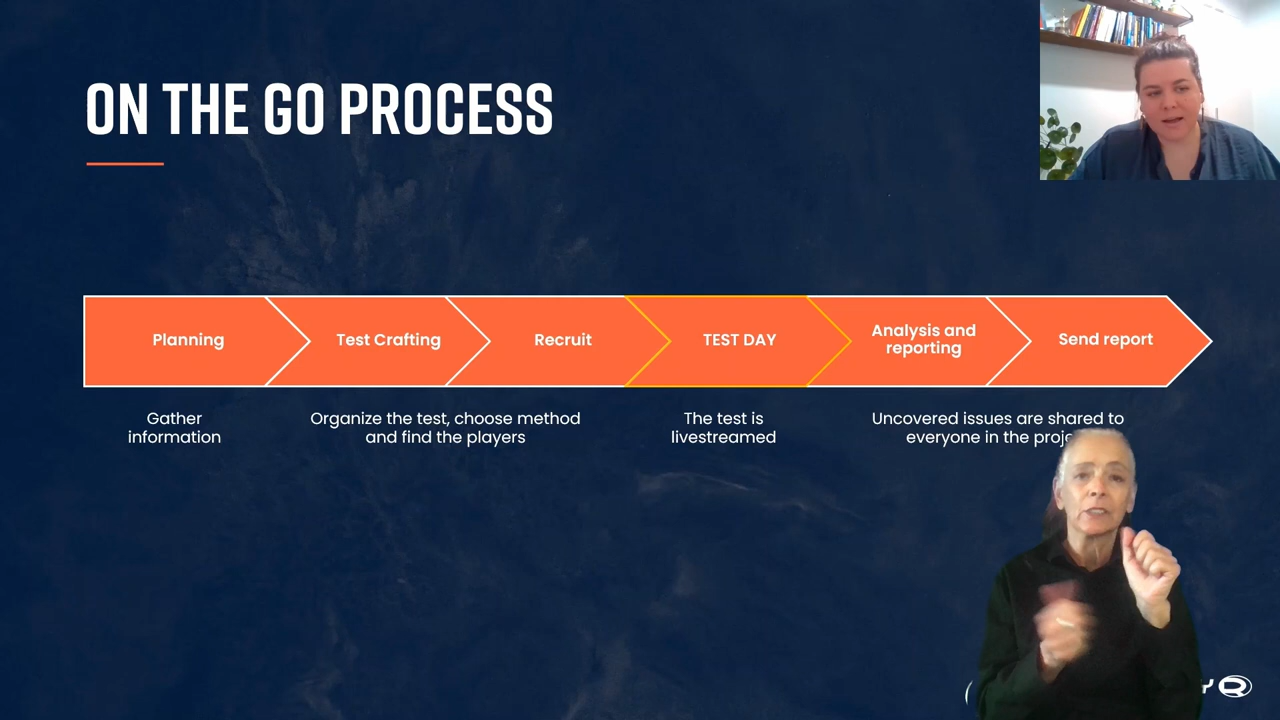 ON THE GO PROCESS
Planning
Test Crafting
Recruit
TEST DAY
Analysis and
reporting
Send report
Gather
information
Organize the test, choose method
and find the players
The test is
livestreamed
Uncovered issues are shared to
everyone in the